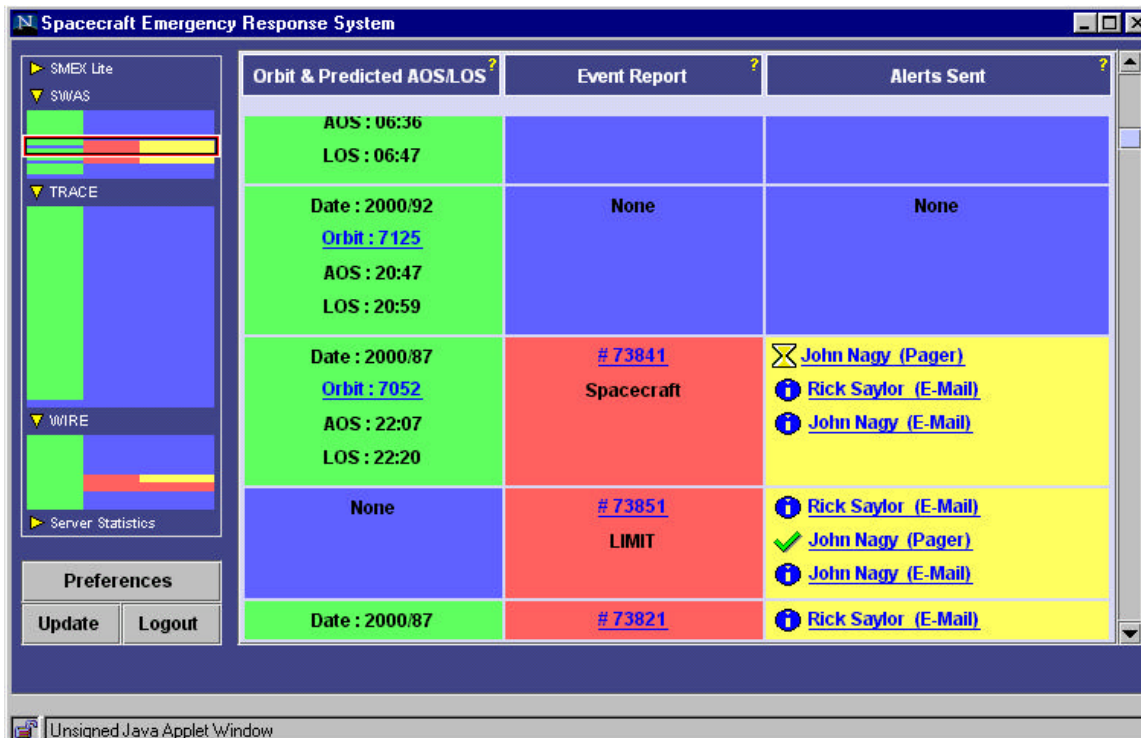 Spacecraft Emergency Response System
SMEX Lite
SWAS
TRACE
WIRE
Server Statistics
Preferences
Update
Logout
Orbit & Predicted AOS/LOS ?
Event Report ?
Alerts Sent ?
AOS : 06:36
LOS : 06:47
Date : 2000/92
Orbit : 7125
AOS : 20:47
LOS : 20:59
None
None
Date : 2000/87
Orbit : 7052
AOS : 22:07
LOS : 22:20
# 73841
Spacecraft
John Nagy (Pager)
Rick Saylor (E-Mail)
John Nagy (E-Mail)
None
# 73851
LIMIT
Rick Saylor (E-Mail)
John Nagy (Pager)
John Nagy (E-Mail)
Date : 2000/87
# 73821
Rick Saylor (E-Mail)
Unsigned Java Applet Window